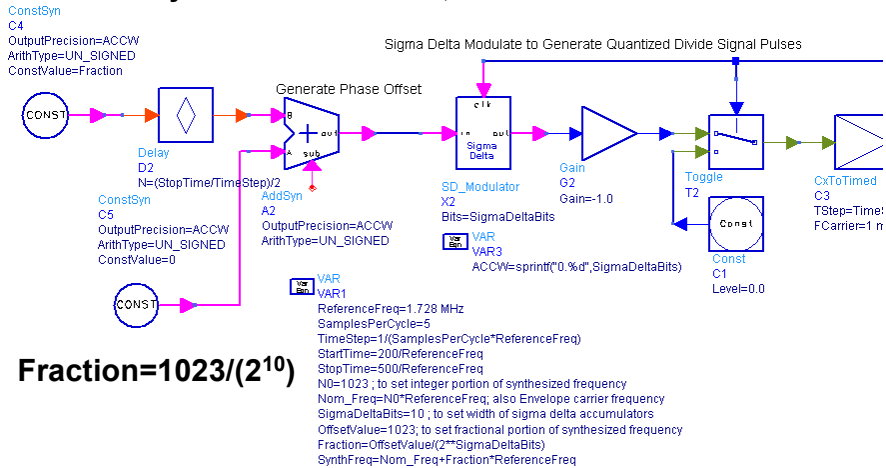 ConstSyn
C4
OutputPrecision=ACCW
ArithType=UN_SIGNED
ConstValue=Fraction
Sigma Delta Modulate to Generate Quantized Divide Signal Pulses
Generate Phase Offset
CONST
B
A
out
sub
clk
in out
Sigma
Delta
Delay
D2
N=(StopTime/TimeStep)/2
ConstSyn
C5
OutputPrecision=ACCW
ArithType=UN_SIGNED
ConstValue=0
AddSyn
A2
OutputPrecision=ACCW
ArithType=UN_SIGNED
SD_Modulator
X2
Bits=SigmaDeltaBits
Gain
G2
Gain=-1.0
Toggle
T2
CxToTimed
C3
TStep=TimeS
FCarrier=1 m
Const
Const
C1
Level=0.0
Var
Eqn
VAR
VAR3
ACCW=sprintf("0.%d",SigmaDeltaBits)
CONST
Var
Eqn
VAR
VAR1
ReferenceFreq=1.728 MHz
SamplesPerCycle=5
TimeStep=1/(SamplesPerCycle*ReferenceFreq)
StartTime=200/ReferenceFreq
StopTime=500/ReferenceFreq
N0=1023 ; to set integer portion of synthesized frequency
Nom_Freq=N0*ReferenceFreq; also Envelope carrier frequency
SigmaDeltaBits=10 ; to set width of sigma delta accumulators
OffsetValue=1023; to set fractional portion of synthesized frequency
Fraction=OffsetValue/(2**SigmaDeltaBits)
SynthFreq=Nom_Freq+Fraction*ReferenceFreq
Fraction=1023/(2¹⁰)